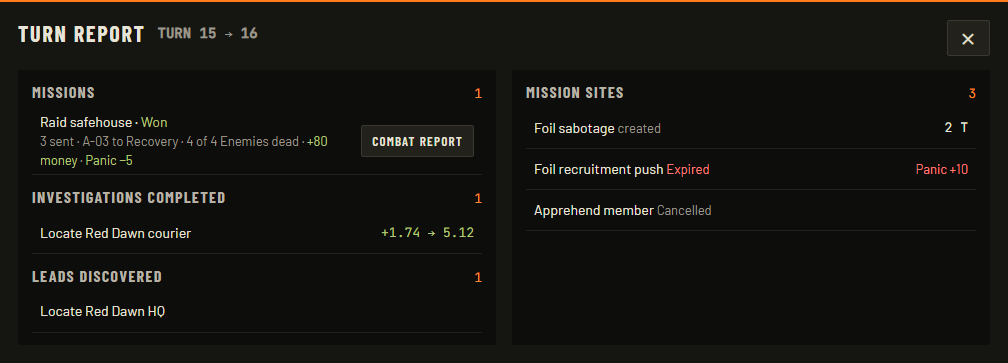 TURN REPORT TURN 15 → 16
×
MISSIONS 1
Raid safehouse · Won
3 sent · A-03 to Recovery · 4 of 4 Enemies dead · +80
money · Panic −5
COMBAT REPORT
INVESTIGATIONS COMPLETED 1
Locate Red Dawn courier +1.74 → 5.12
LEADS DISCOVERED 1
Locate Red Dawn HQ
MISSION SITES 3
Foil sabotage created 2 T
Foil recruitment push Expired Panic +10
Apprehend member Cancelled